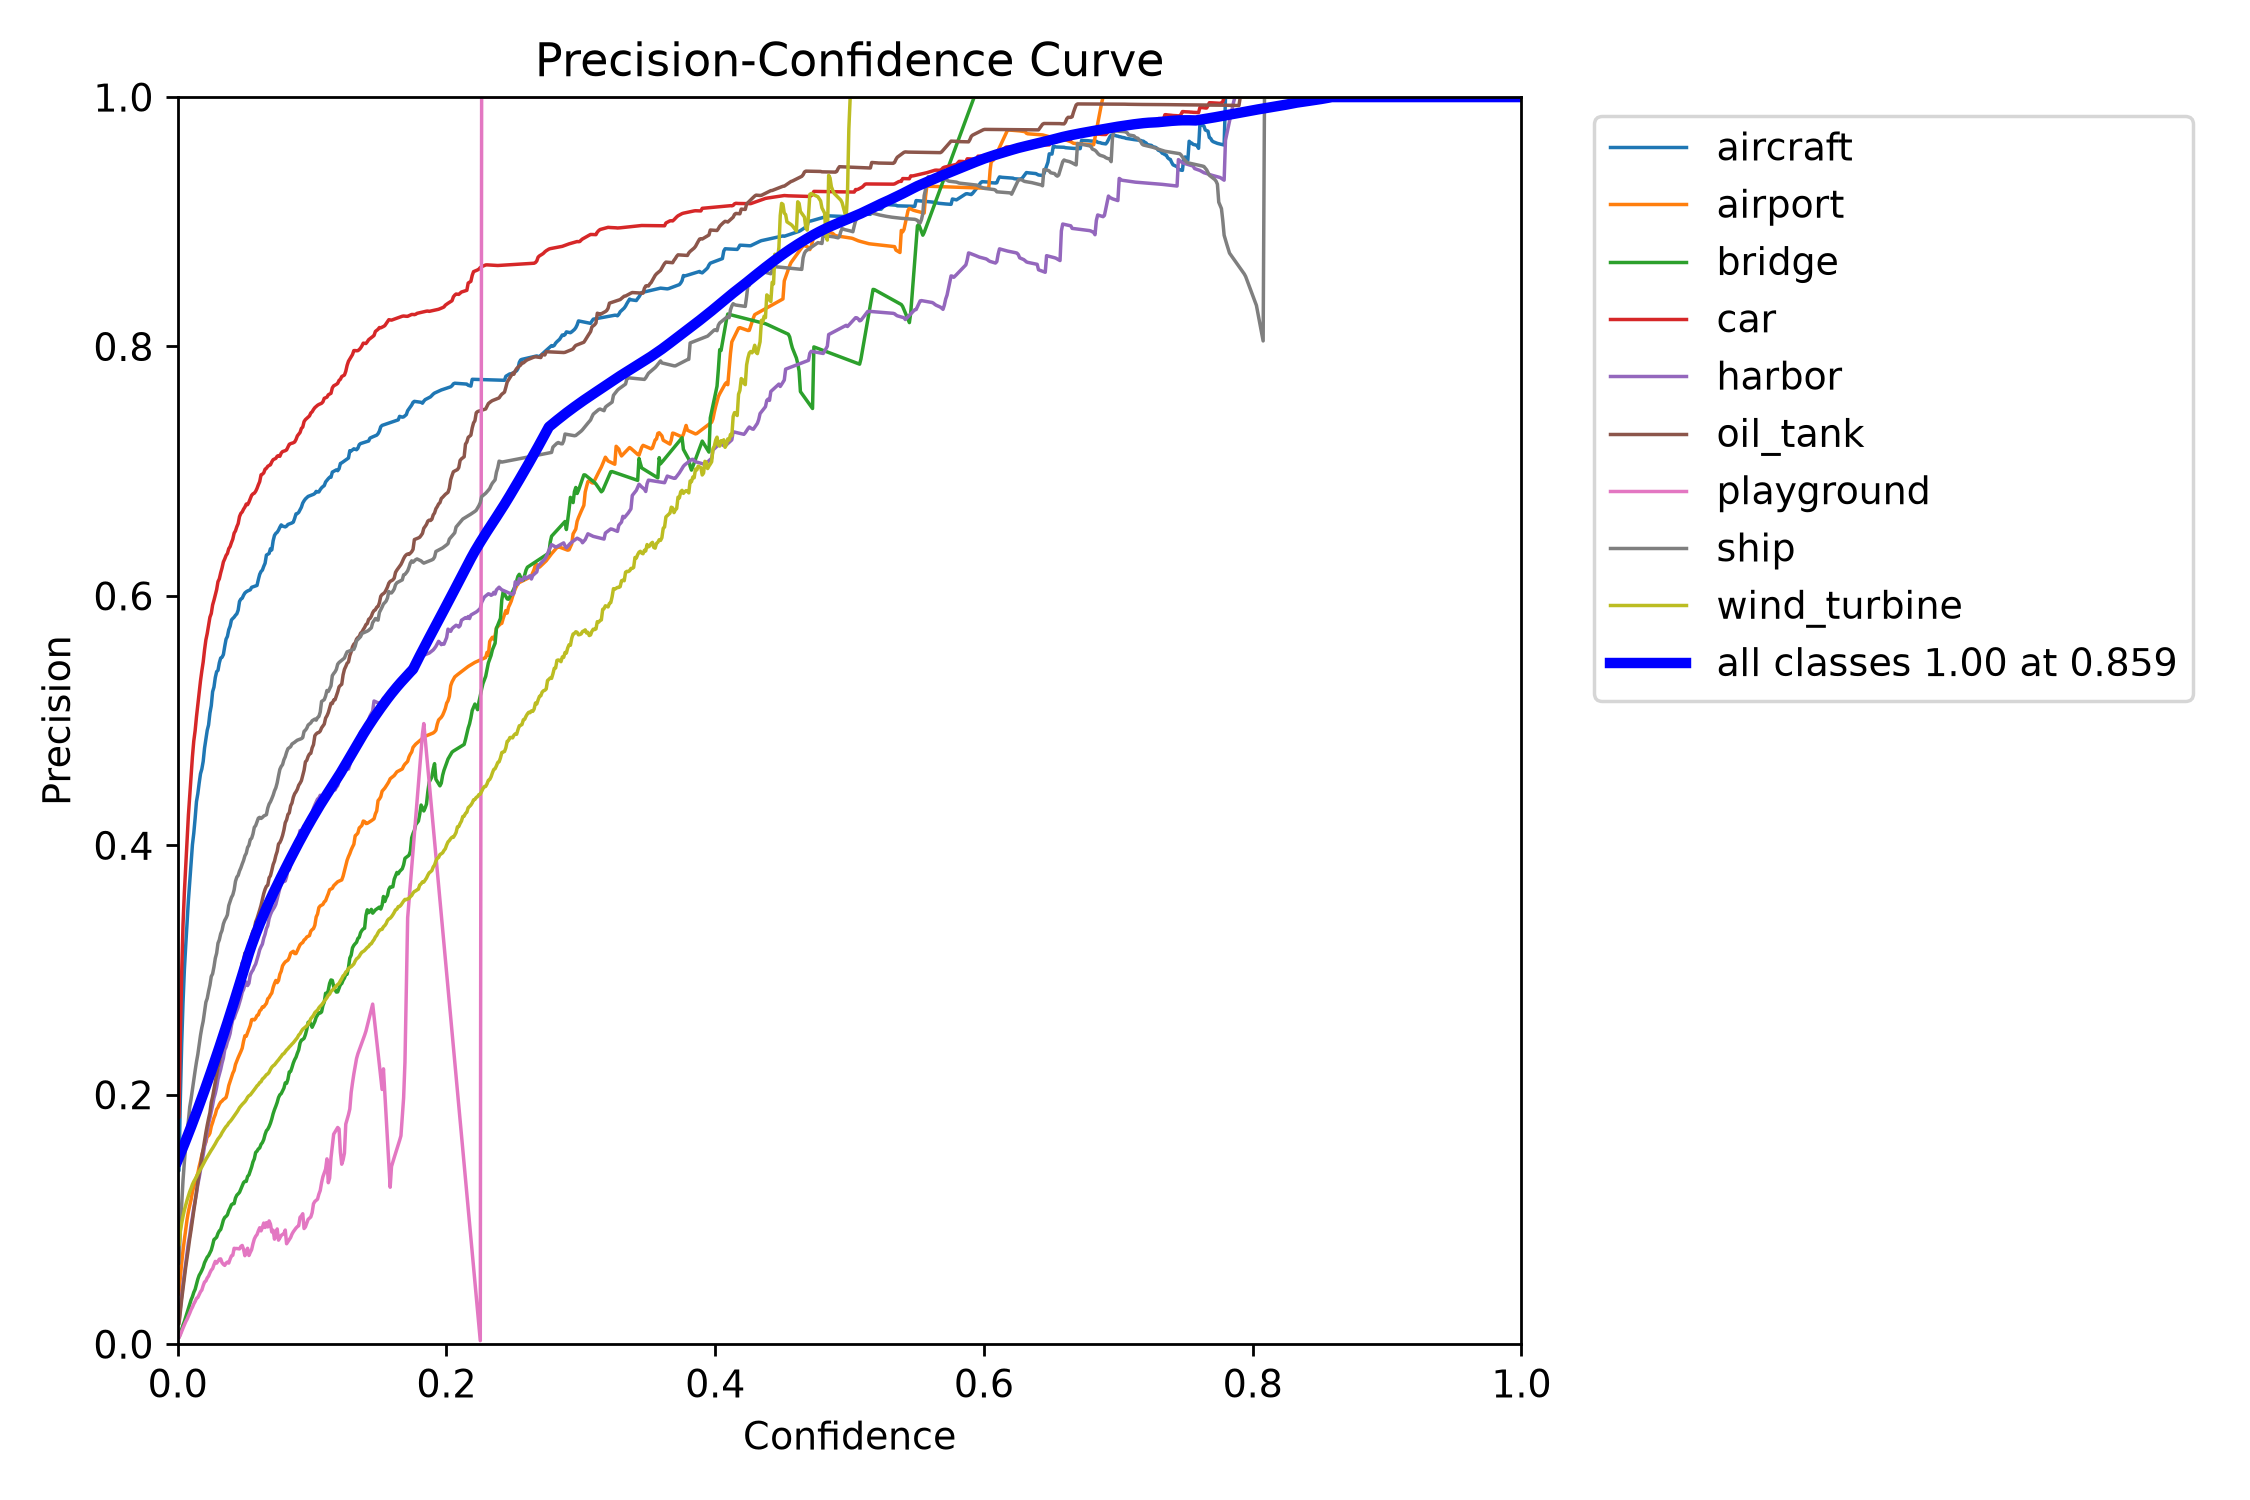 Precision-Confidence Curve
1.0
0.8
0.6
0.4
0.2
0.0
Precision
0.0 0.2 0.4 0.6 0.8 1.0
Confidence
aircraft
airport
bridge
car
harbor
oil_tank
playground
ship
wind_turbine
all classes 1.00 at 0.859